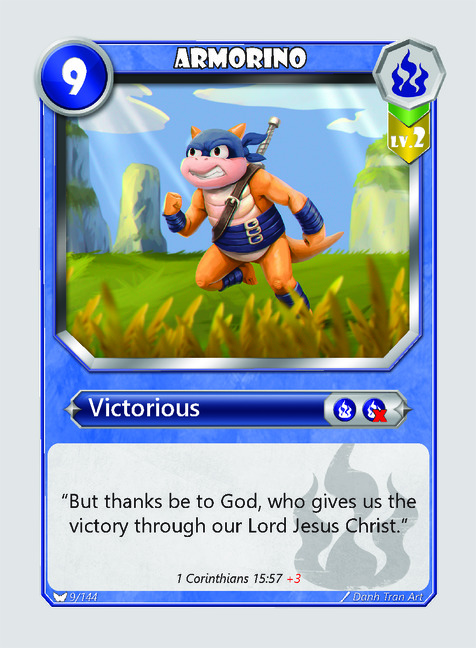 ARMORINO
9
LV.2
Victorious
“But thanks be to God, who gives us the
victory through our Lord Jesus Christ.“
1 Corinthians 15:57 +3
9/144
Danh Tran Art